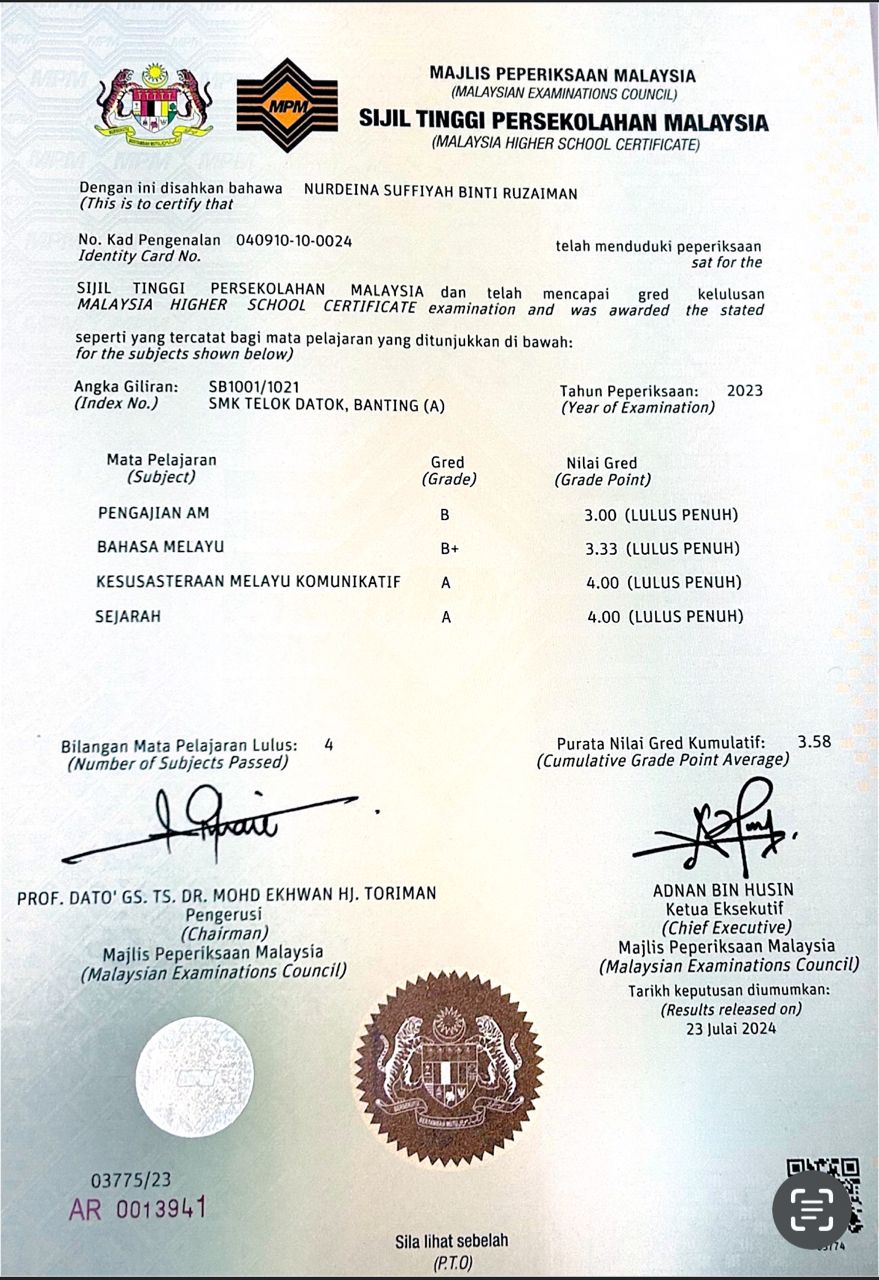 MAJLIS PEPERIKSAAN MALAYSIA
(MALAYSIAN EXAMINATIONS COUNCIL)
MPM
SIJIL TINGGI PERSEKOLAHAN MALAYSIA
(MALAYSIA HIGHER SCHOOL CERTIFICATE)
Dengan ini disahkan bahawa NURDEINA SUFFIYAH BINTI RUZAIMAN
(This is to certify that
No. Kad Pengenalan 040910-10-0024 telah menduduki peperiksaan
Identity Card No. sat for the
SIJIL TINGGI PERSEKOLAHAN MALAYSIA dan telah mencapai gred kelulusan
MALAYSIA HIGHER SCHOOL CERTIFICATE examination and was awarded the stated
seperti yang tercatat bagi mata pelajaran yang ditunjukkan di bawah:
for the subjects shown below)
Angka Giliran: SB1001/1021 Tahun Peperiksaan: 2023
(Index No.) SMK TELOK DATOK, BANTING (A) (Year of Examination)
Mata Pelajaran Gred Nilai Gred
(Subject) (Grade) (Grade Point)
PENGAJIAN AM B 3.00 (LULUS PENUH)
BAHASA MELAYU B+ 3.33 (LULUS PENUH)
KESUSASTERAAN MELAYU KOMUNIKATIF A 4.00 (LULUS PENUH)
SEJARAH A 4.00 (LULUS PENUH)
Bilangan Mata Pelajaran Lulus: 4 Purata Nilai Gred Kumulatif: 3.58
(Number of Subjects Passed) (Cumulative Grade Point Average)
PROF. DATO' GS. TS. DR. MOHD EKHWAN HJ. TORIMAN
Pengerusi
(Chairman)
Majlis Peperiksaan Malaysia
(Malaysian Examinations Council)
ADNAN BIN HUSIN
Ketua Eksekutif
(Chief Executive)
Majlis Peperiksaan Malaysia
(Malaysian Examinations Council)
Tarikh keputusan diumumkan:
(Results released on)
23 Julai 2024
03775/23
AR 0013941
Sila lihat sebelah
(P.T.O)